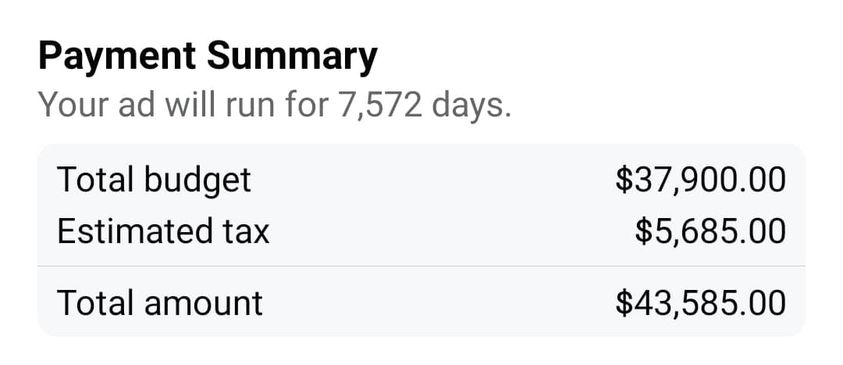 Payment Summary
Your ad will run for 7,572 days.
Total budget $37,900.00
Estimated tax $5,685.00
Total amount $43,585.00